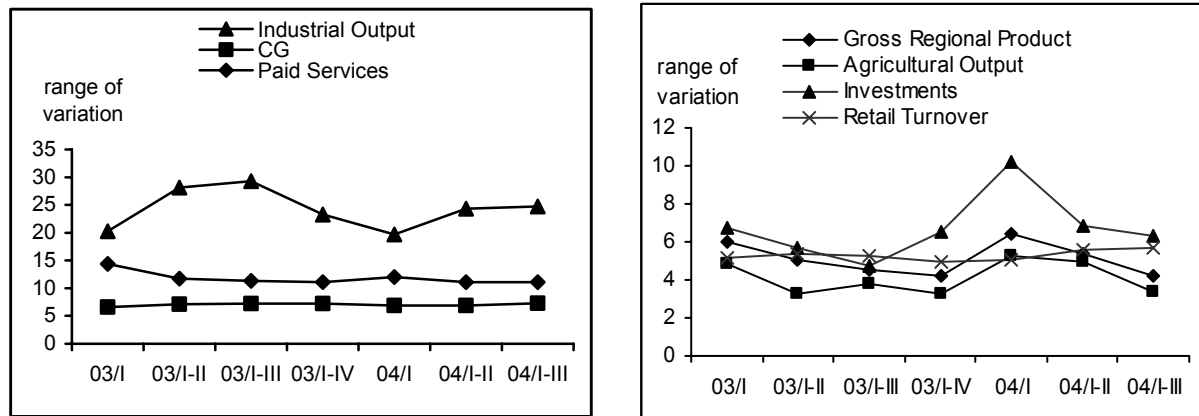 Industrial Output
CG
Paid Services
range of
variation
35
30
25
20
15
10
5
0
03/I 03/I-II 03/I-III 03/I-IV 04/I 04/I-II 04/I-III
Gross Regional Product
Agricultural Output
Investments
Retail Turnover
range of
variation
12
10
8
6
4
2
0
03/I 03/I-II 03/I-III 03/I-IV 04/I 04/I-II 04/I-III